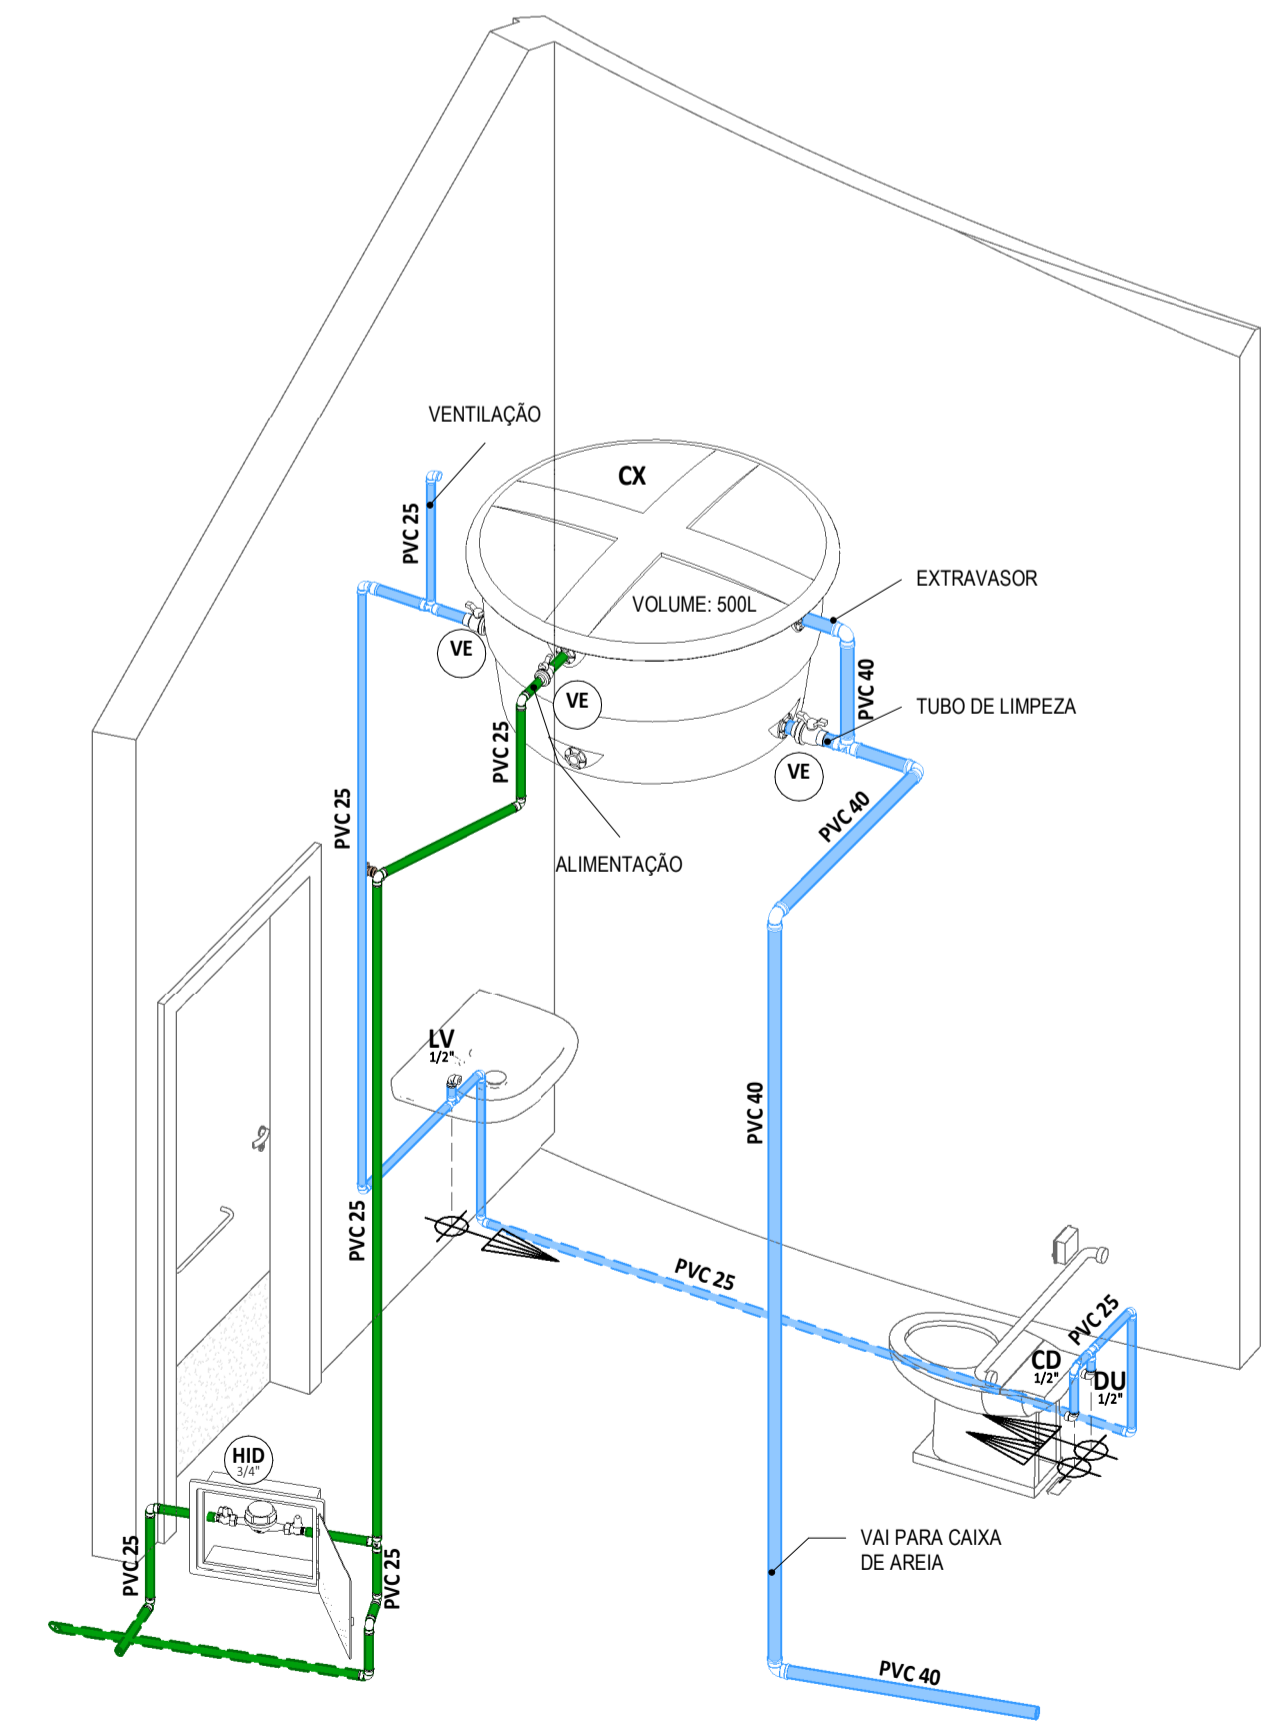 VENTILAÇÃO
CX
PVC 25
EXTRAVASOR
VOLUME: 500L
VE
VE
PVC 40
TUBO DE LIMPEZA
PVC 25
VE
PVC 25
PVC 40
ALIMENTAÇÃO
LV
1/2"
PVC 40
PVC 25
PVC 25
PVC 25
CD
1/2"
DU
1/2"
HID
3/4"
VAI PARA CAIXA
DE AREIA
PVC 25
PVC 25
PVC 40